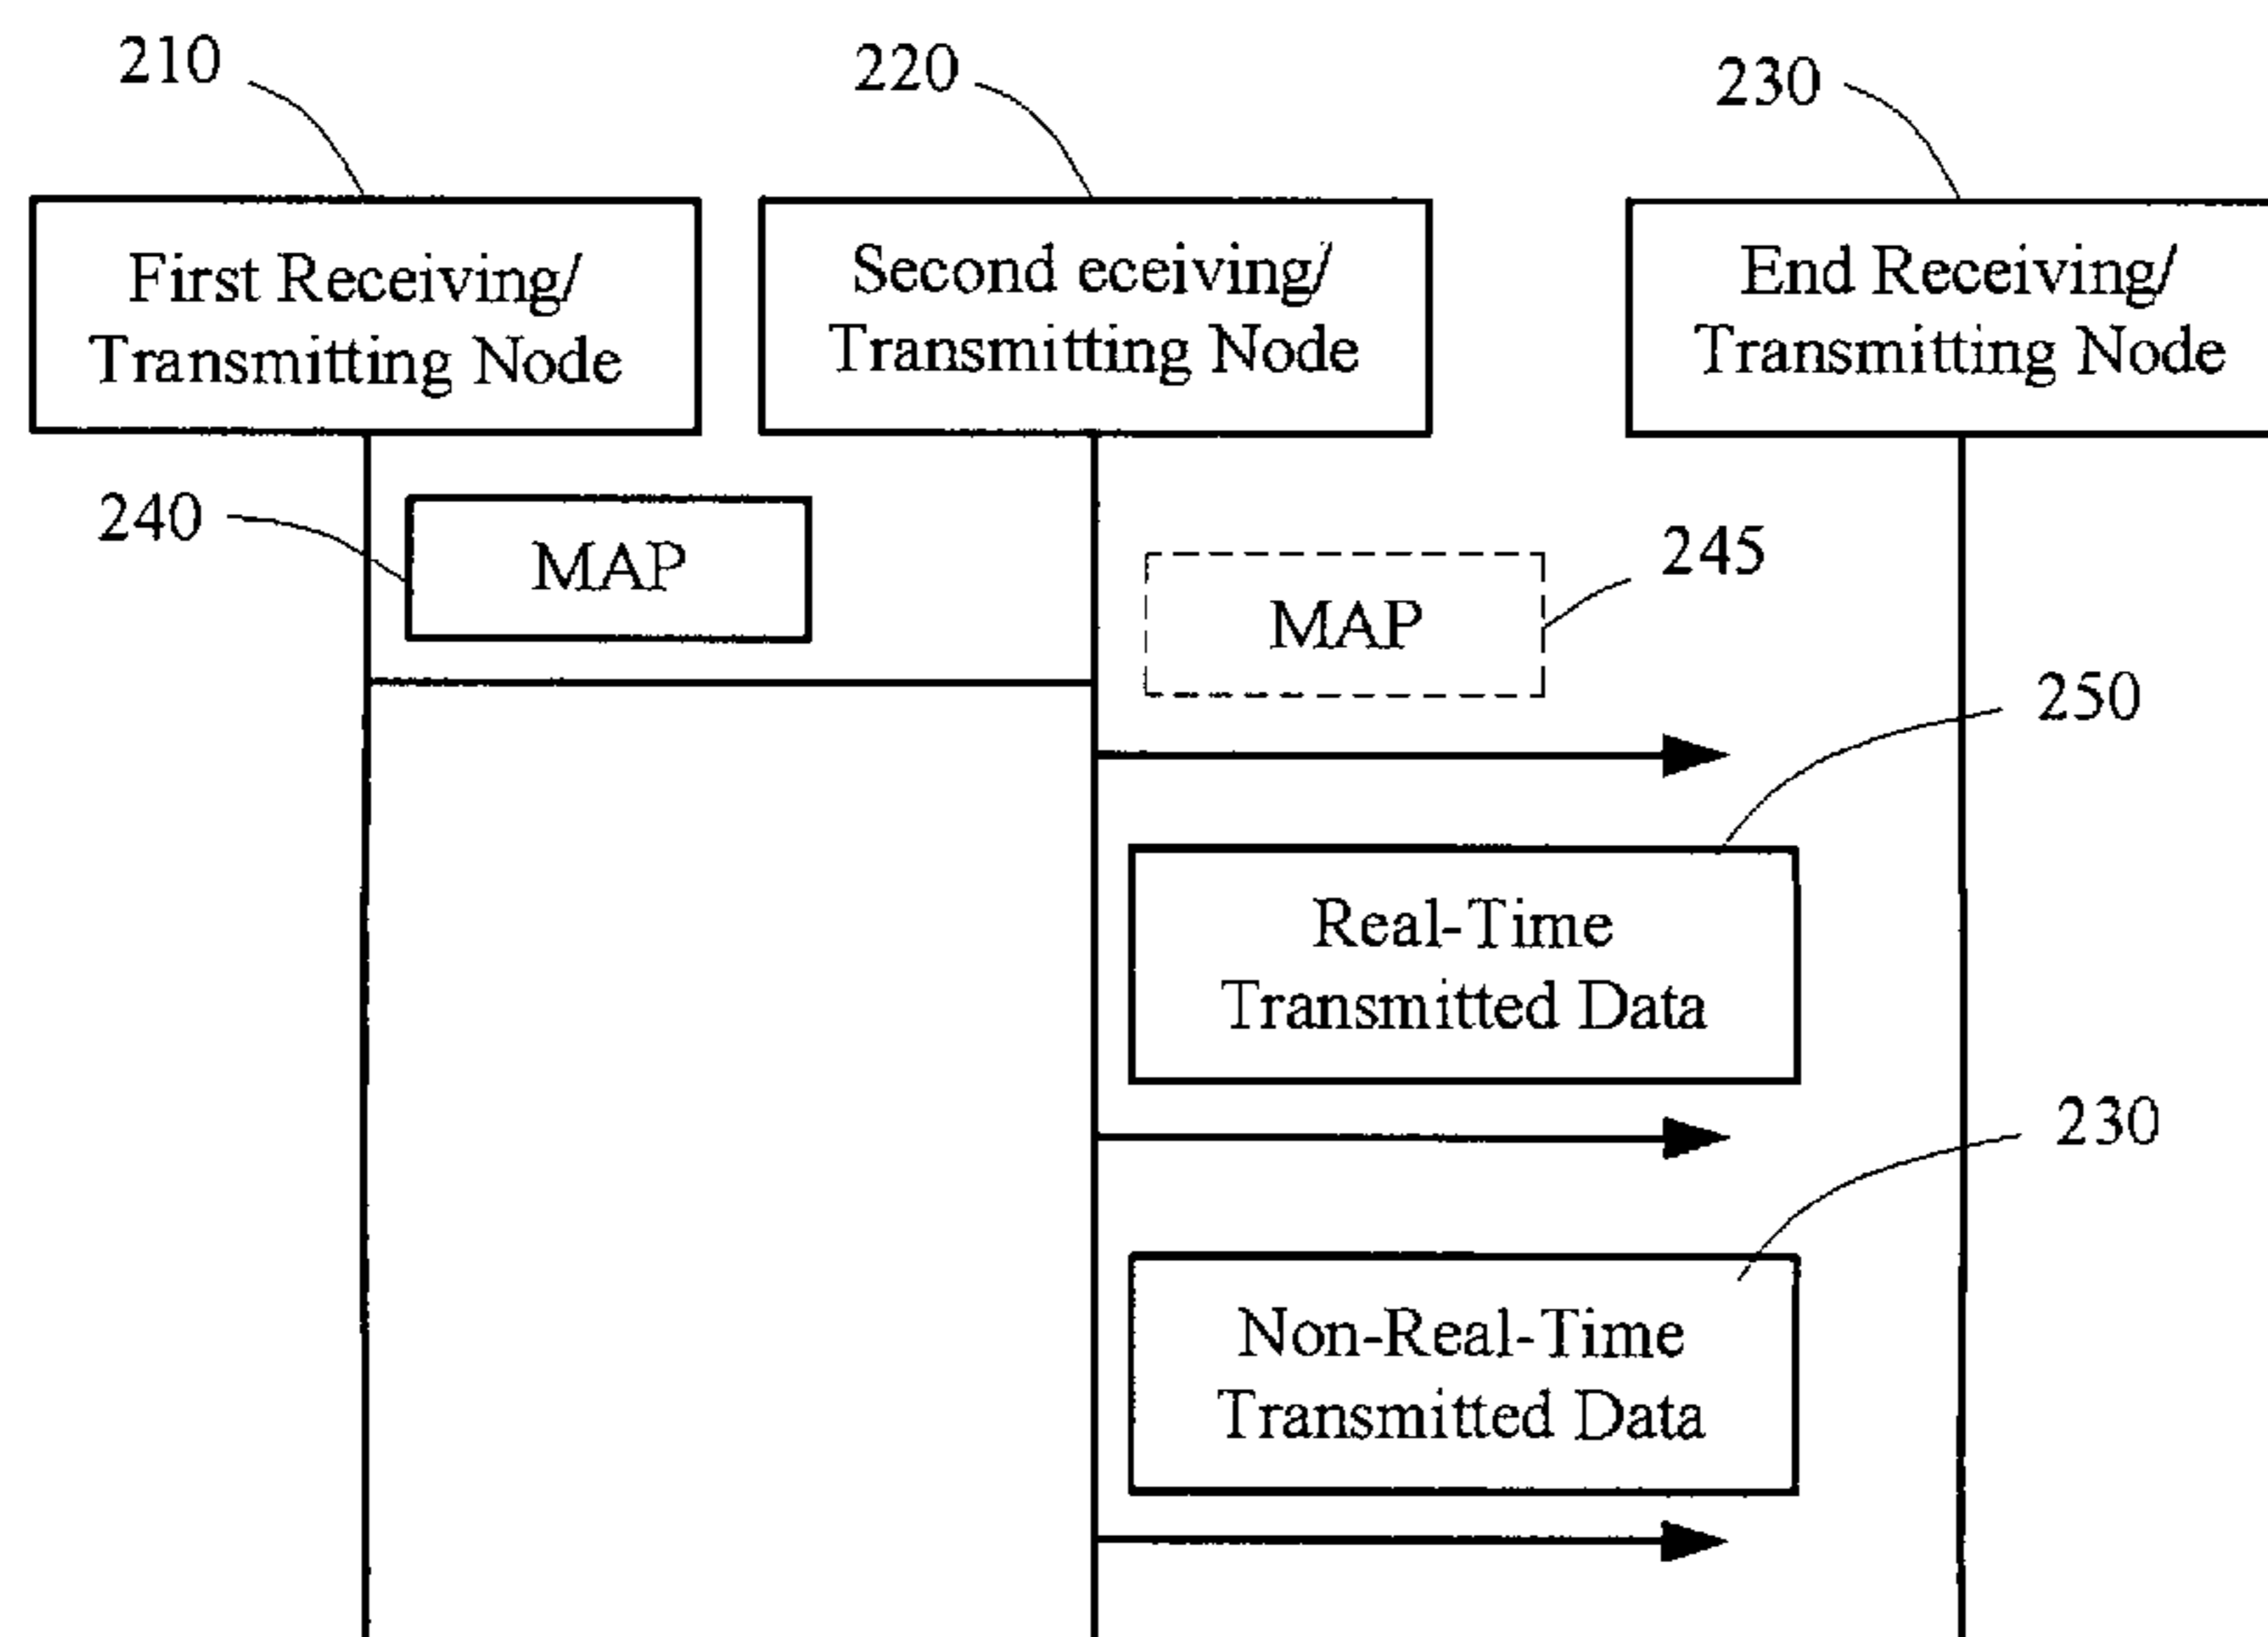 210
220
230
First Receiving/
Transmitting Node
Second eceiving/
Transmitting Node
End Receiving/
Transmitting Node
240
MAP
MAP
245
250
Real-Time
Transmitted Data
230
Non-Real-Time
Transmitted Data